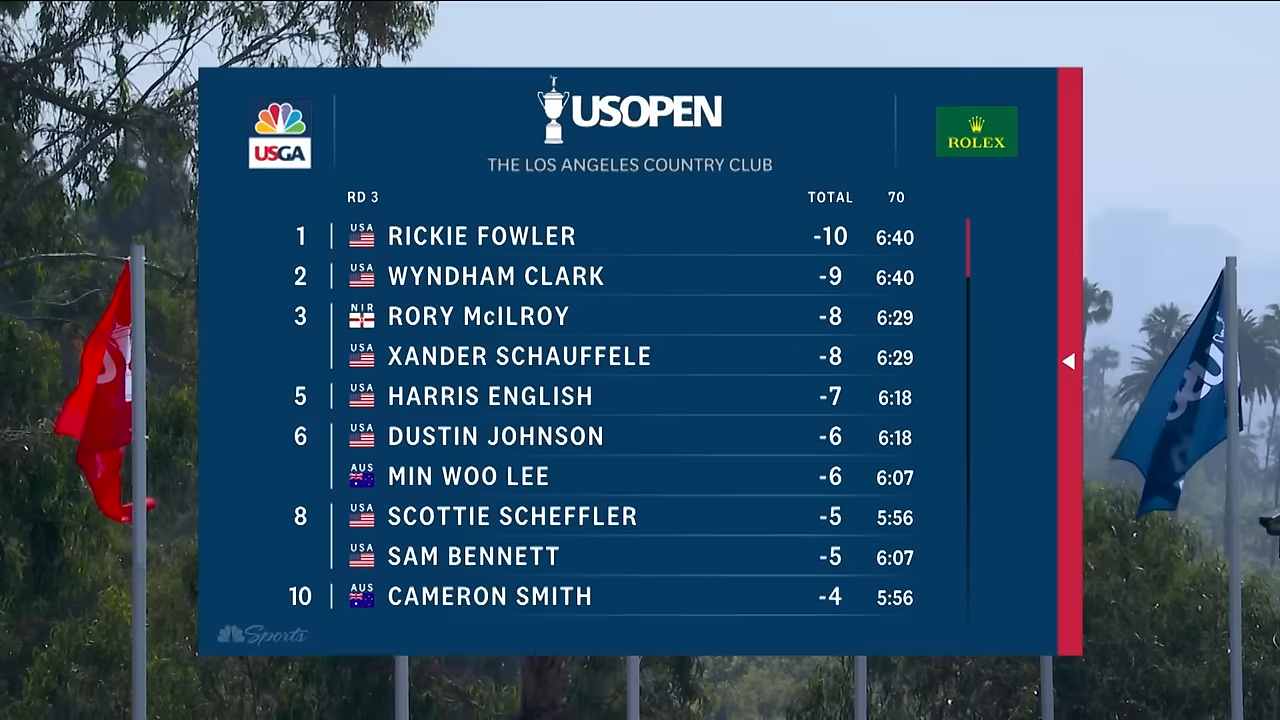 USOPEN
USGA
ROLEX
THE LOS ANGELES COUNTRY CLUB
RD 3 TOTAL 70
1 USA RICKIE FOWLER -10 6:40
2 USA WYNDHAM CLARK -9 6:40
3 NIR RORY McILROY -8 6:29
USA XANDER SCHAUFFELE -8 6:29
5 USA HARRIS ENGLISH -7 6:18
6 USA DUSTIN JOHNSON -6 6:18
AUS MIN WOO LEE -6 6:07
8 USA SCOTTIE SCHEFFLER -5 5:56
USA SAM BENNETT -5 6:07
10 AUS CAMERON SMITH -4 5:56
Sports